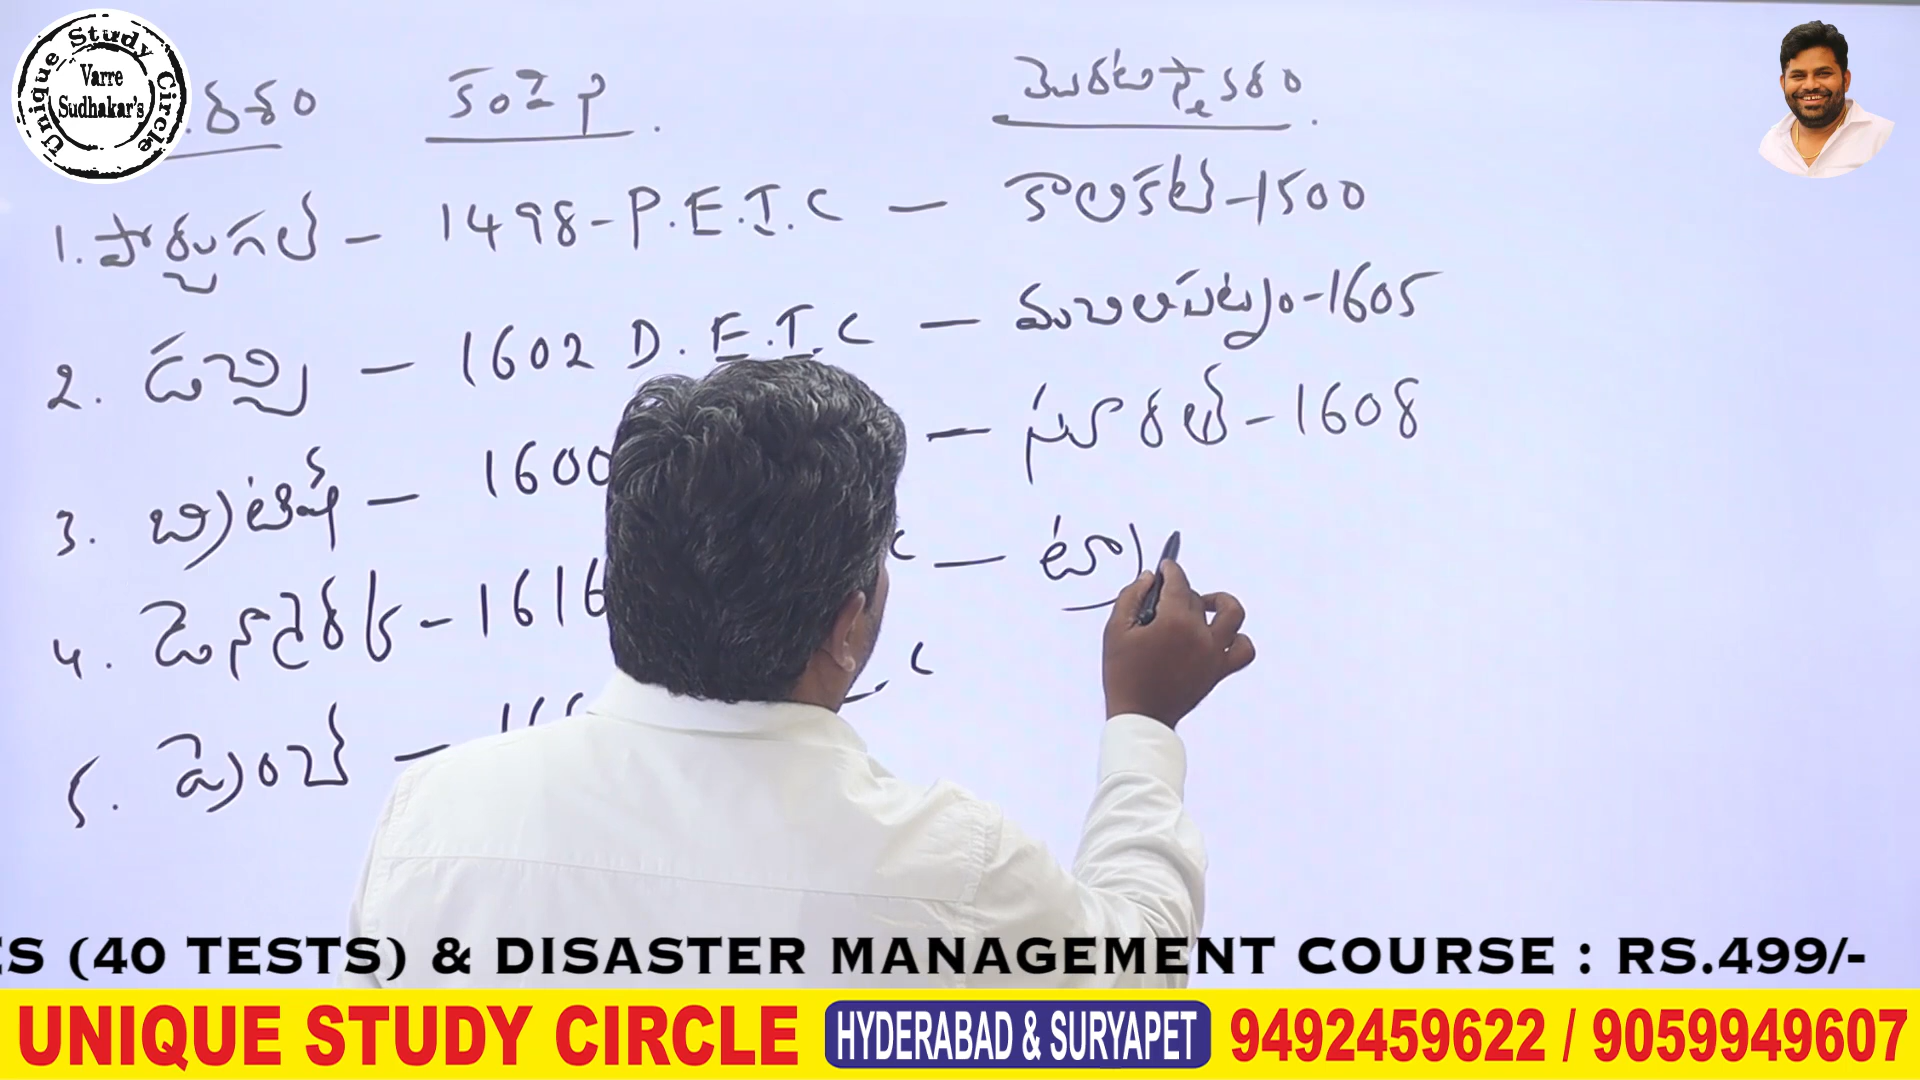 Unique Study Circle
Varre
Sudhakar's
కంపెనీ .
మొదటిస్థావరం .
1. పోర్చుగల్ - 1498 - P.E.I.C - కాలికట్ - 1500
2. డచ్చి - 1602 D.E.I.C - మచిలీపట్నం - 1605
3. బ్రిటిష్ - 1600 - సూరత్ - 1608
4. డెన్మార్క్ - 1616 C - ట్రా
5. ఫ్రెంచ్ - C
ES (40 TESTS) & DISASTER MANAGEMENT COURSE : RS.499/-
UNIQUE STUDY CIRCLE HYDERABAD & SURYAPET 9492459622 / 9059949607